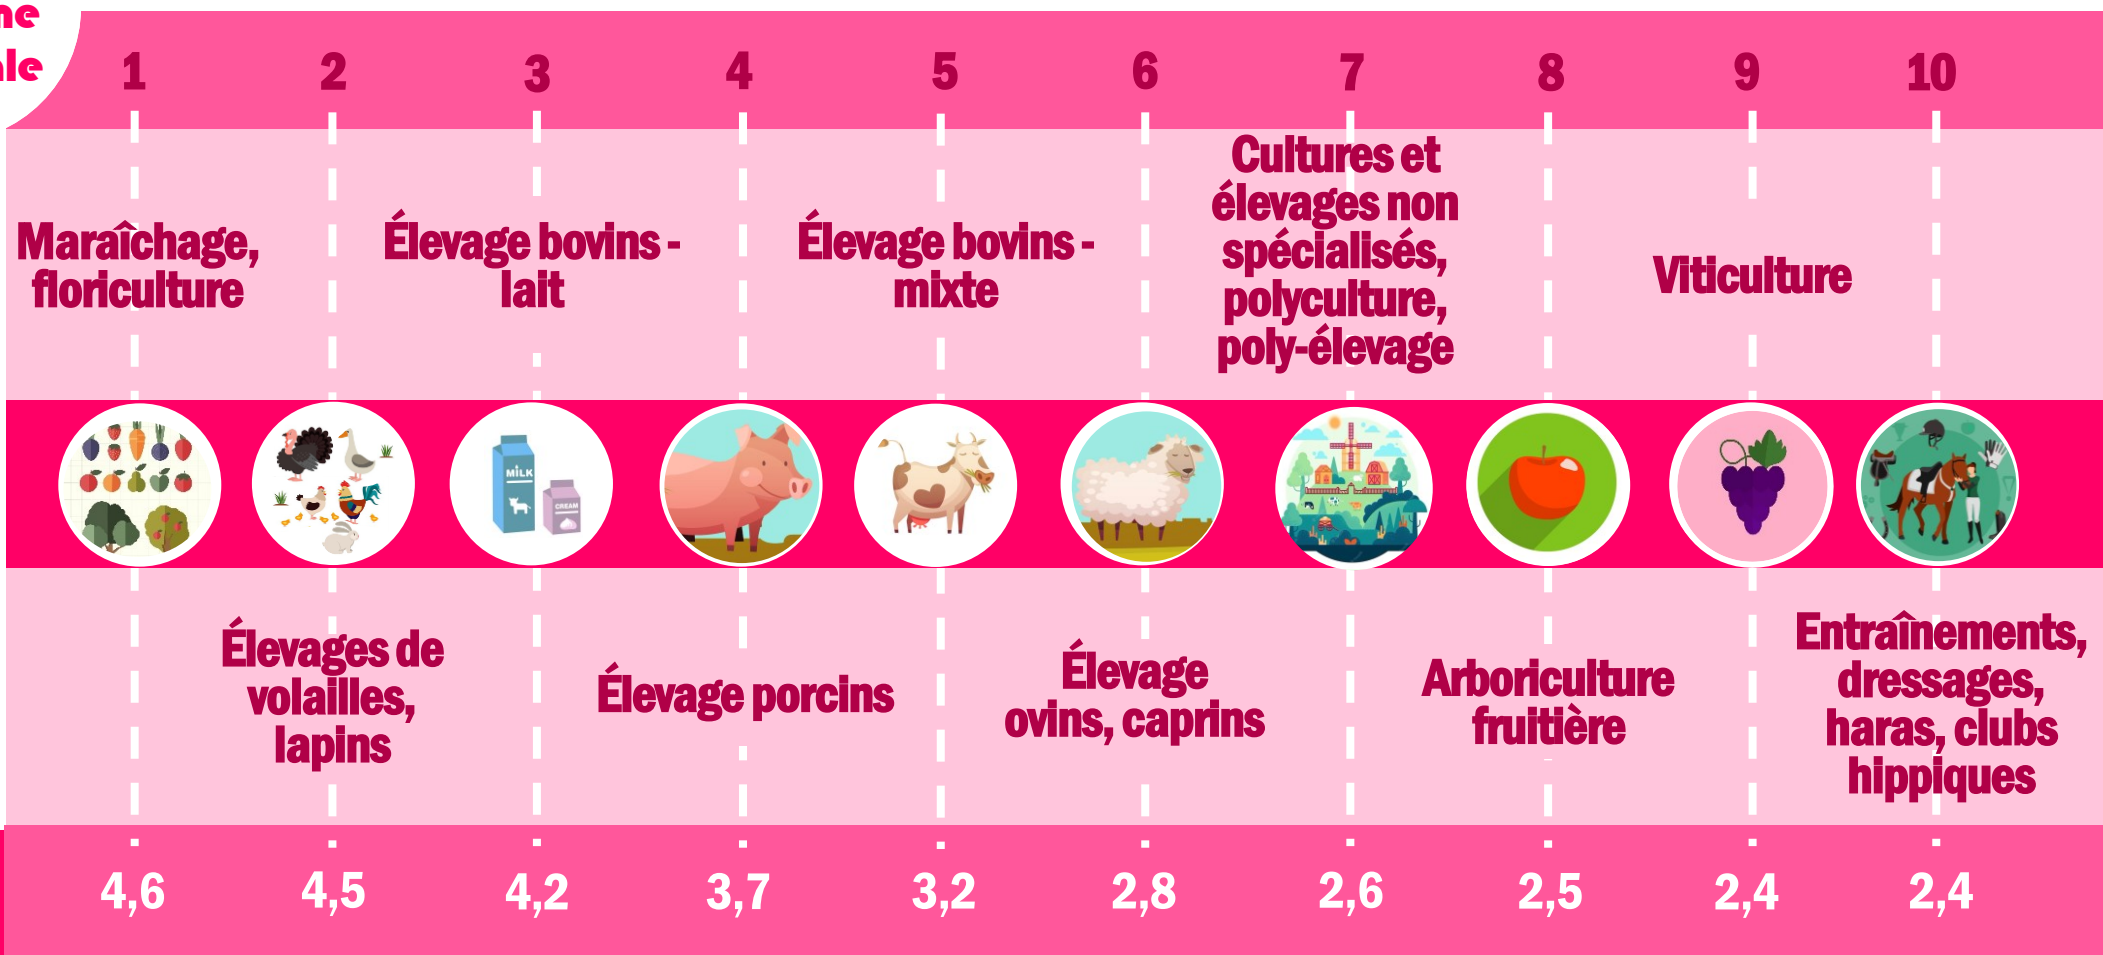 1
2
3
4
5
6
7
8
9
10
Maraîchage,
floriculture
Élevage bovins -
lait
Élevage bovins -
mixte
Cultures et
élevages non
spécialisés,
polyculture,
poly-élevage
Viticulture
MILK
CREAM
Élevages de
volailles,
lapins
Élevage porcins
Élevage
ovins, caprins
Arboriculture
fruitière
Entraînements,
dressages,
haras, clubs
hippiques
4,6
4,5
4,2
3,7
3,2
2,8
2,6
2,5
2,4
2,4